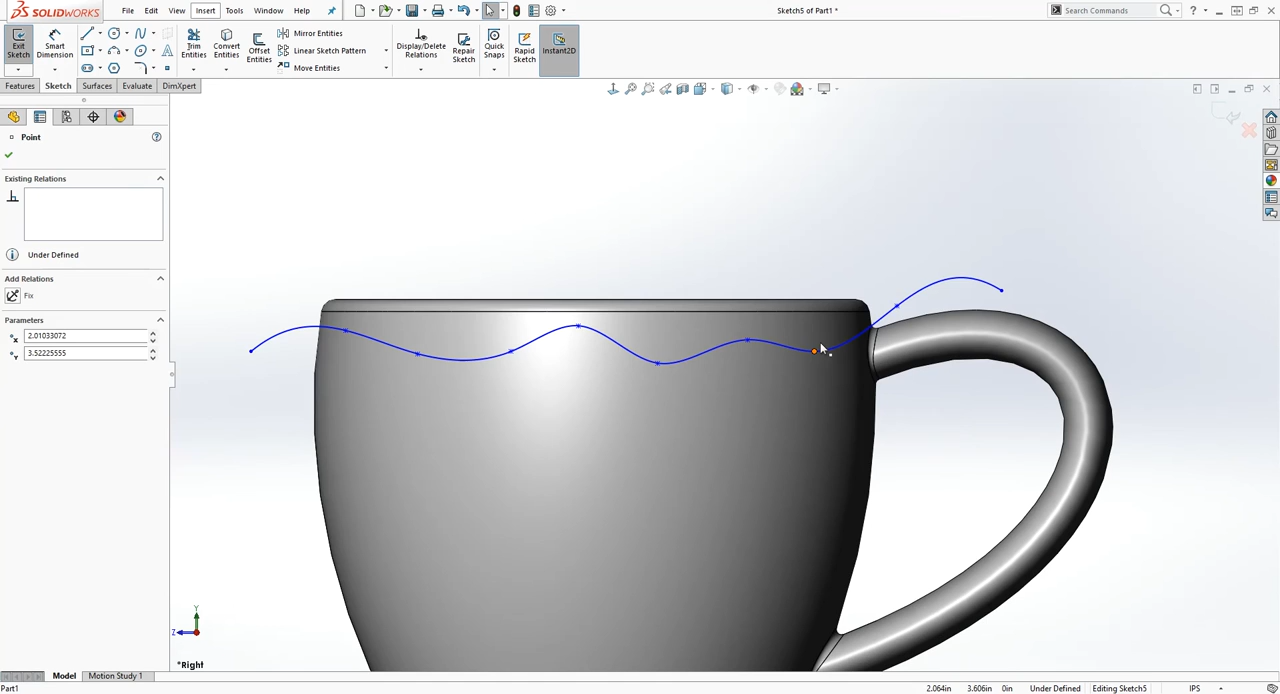 SOLIDWORKS File Edit View Insert Tools Window Help Sketch5 of Part1 * Search Commands ?
Exit Sketch
Smart Dimension
Trim Entities
Convert Entities
Offset Entities
Mirror Entities
Linear Sketch Pattern
Move Entities
Display/Delete Relations
Repair Sketch
Quick Snaps
Rapid Sketch
Instant2D
Features Sketch Surfaces Evaluate DimXpert
Point
Existing Relations
Under Defined
Add Relations
Fix
Parameters
X 2.01033072
Y 3.52225555
Y
Z
*Right
Model Motion Study 1
Part1 2.064in 3.606in 0in Under Defined Editing Sketch5 IPS